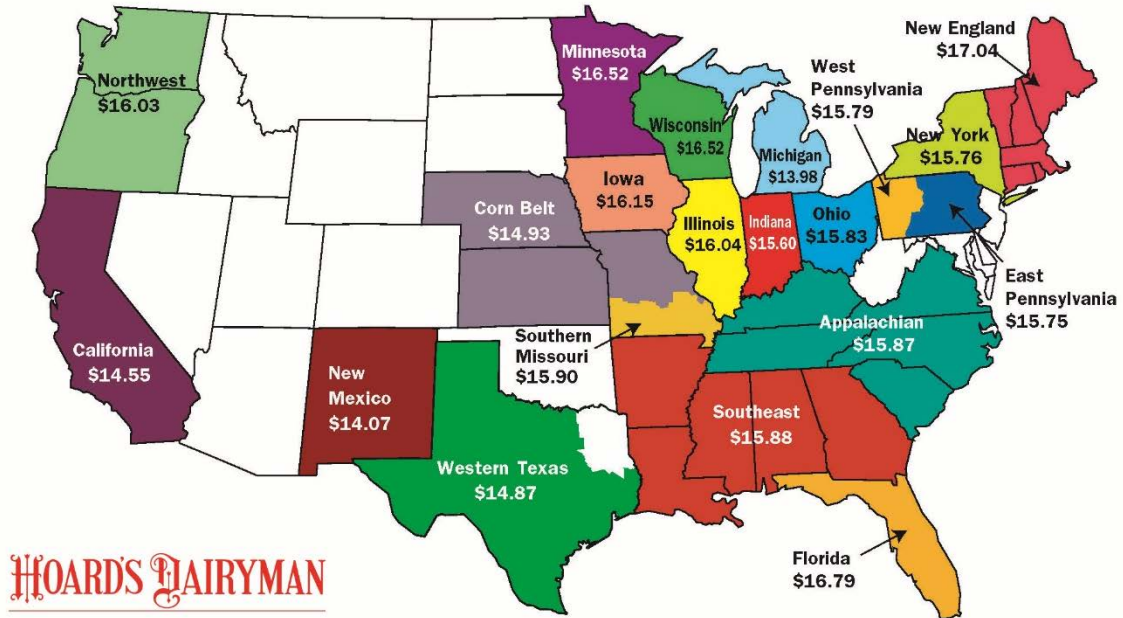 New England
$17.04
Minnesota
$16.52
West
Pennsylvania
$15.79
Northwest
$16.03
Wisconsin
$16.52
New York
$15.76
Michigan
$13.98
Iowa
$16.15
Corn Belt
$14.93
Illinois
$16.04
Indiana
$15.60
Ohio
$15.83
East
Pennsylvania
$15.75
Appalachian
$15.87
Southern
Missouri
$15.90
California
$14.55
New
Mexico
$14.07
Southeast
$15.88
Western Texas
$14.87
Florida
$16.79
HOARD'S DAIRYMAN